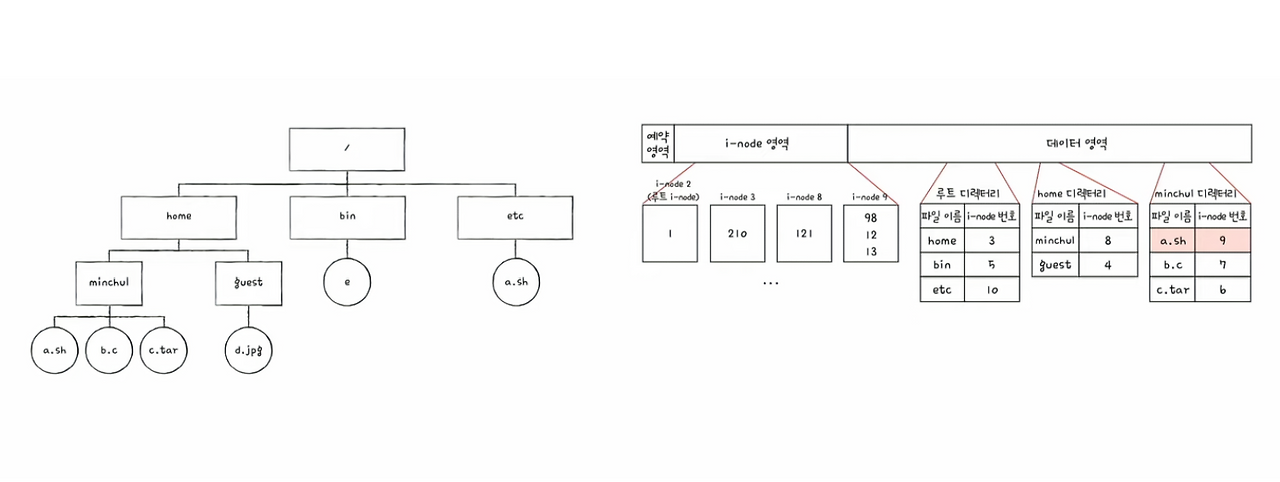 /
home
bin
etc
minchul
guest
e
a.sh
a.sh
b.c
c.tar
d.jpg
예약
영역
i-node 영역
데이터 영역
i-node 2
(루트 i-node)
i-node 3
i-node 8
i-node 9
1
210
121
98
12
13
...
루트 디렉터리
파일 이름 i-node 번호
home 3
bin 5
etc 10
home 디렉터리
파일 이름 i-node 번호
minchul 8
guest 4
minchul 디렉터리
파일 이름 i-node 번호
a.sh 9
b.c 7
c.tar 6